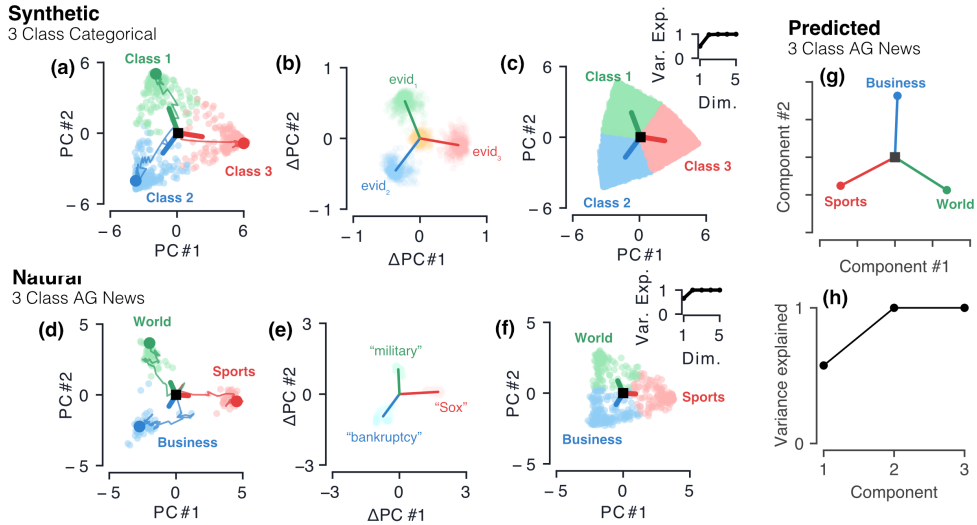 Synthetic
3 Class Categorical
(a)
Class 1
Class 2
Class 3
6
0
−6
PC#2
−6
0
6
PC#1
(b)
evid1
evid2
evid3
1
0
−1
ΔPC#2
−1
0
1
ΔPC#1
(c)
Class 1
Class 2
Class 3
6
0
−6
−6
0
6
PC#1
Var. Exp.
1
0
1
5
Dim.
Predicted
3 Class AG News
(g)
Business
Sports
World
Component #2
Component #1
Natural
3 Class AG News
(d)
World
Sports
Business
5
0
−5
PC#2
−5
0
5
PC#1
(e)
"military"
"Sox"
"bankruptcy"
3
0
−3
ΔPC #2
−3
0
3
ΔPC #1
(f)
World
Sports
Business
5
0
−5
PC#2
−5
0
5
PC#1
Var. Exp.
1
0
1
5
Dim.
(h)
Variance explained
1
0
1
2
3
Component